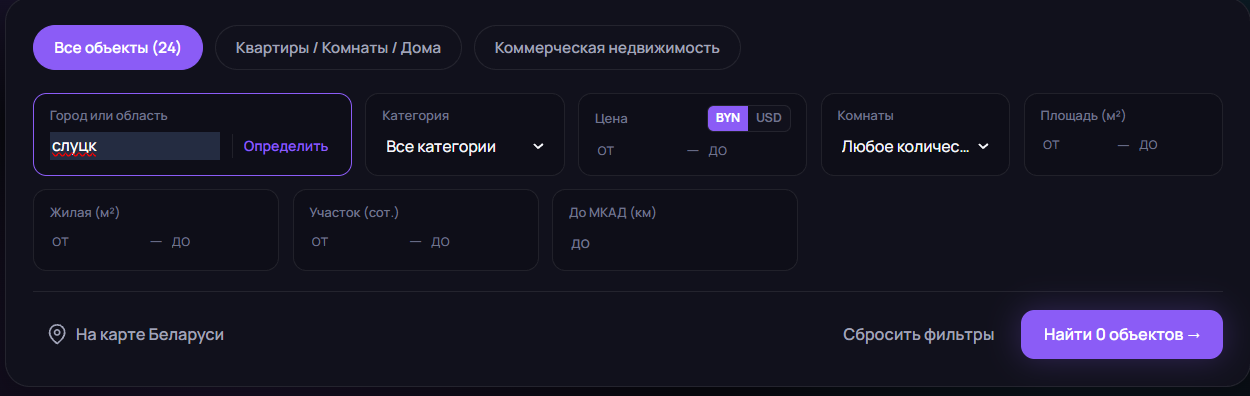 Все объекты (24)
Квартиры / Комнаты / Дома
Коммерческая недвижимость
Город или область
слуцк
Определить
Категория
Все категории
Цена
BYN
USD
ОТ — ДО
Комнаты
Любое количес...
Площадь (м²)
ОТ — ДО
Жилая (м²)
ОТ — ДО
Участок (сот.)
ОТ — ДО
До МКАД (км)
ДО
На карте Беларуси
Сбросить фильтры
Найти 0 объектов →